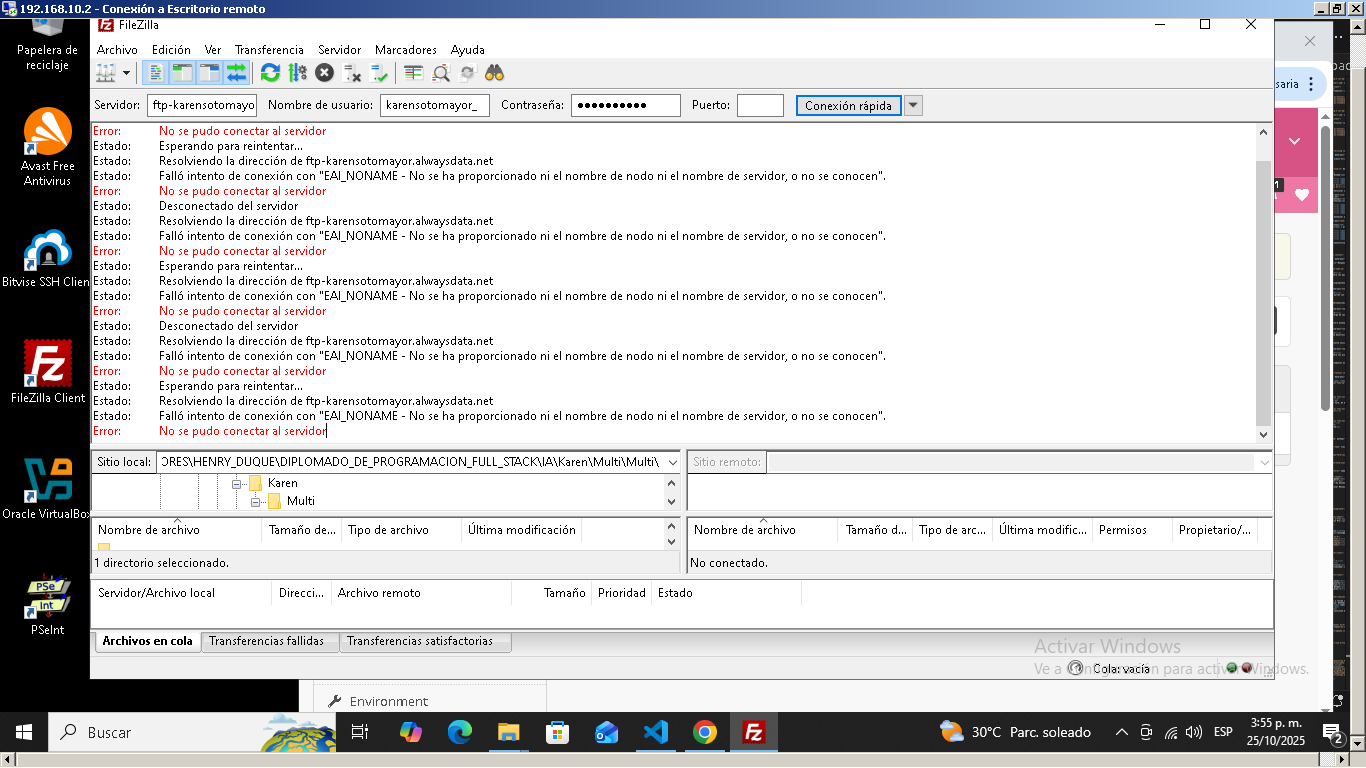 192.168.10.2 - Conexión a Escritorio remoto
Papelera de
reciclaje
Avast Free
Antivirus
Bitvise SSH Clien
FileZilla Client
Oracle VirtualBox
PSeInt
FileZilla
Archivo Edición Ver Transferencia Servidor Marcadores Ayuda
Servidor: ftp-karensotomayo Nombre de usuario: karensotomayor Contraseña: ●●●●●●●● Puerto: Conexión rápida
Error: No se pudo conectar al servidor
Estado: Esperando para reintentar...
Estado: Resolviendo la dirección de ftp-karensotomayor.alwaysdata.net
Estado: Falló intento de conexión con "EAI_NONAME - No se ha proporcionado ni el nombre de nodo ni el nombre de servidor, o no se conocen".
Error: No se pudo conectar al servidor
Estado: Desconectado del servidor
Estado: Resolviendo la dirección de ftp-karensotomayor.alwaysdata.net
Estado: Falló intento de conexión con "EAI_NONAME - No se ha proporcionado ni el nombre de nodo ni el nombre de servidor, o no se conocen".
Error: No se pudo conectar al servidor
Estado: Esperando para reintentar...
Estado: Resolviendo la dirección de ftp-karensotomayor.alwaysdata.net
Estado: Falló intento de conexión con "EAI_NONAME - No se ha proporcionado ni el nombre de nodo ni el nombre de servidor, o no se conocen".
Error: No se pudo conectar al servidor
Estado: Desconectado del servidor
Estado: Resolviendo la dirección de ftp-karensotomayor.alwaysdata.net
Estado: Falló intento de conexión con "EAI_NONAME - No se ha proporcionado ni el nombre de nodo ni el nombre de servidor, o no se conocen".
Error: No se pudo conectar al servidor
Estado: Esperando para reintentar...
Estado: Resolviendo la dirección de ftp-karensotomayor.alwaysdata.net
Estado: Falló intento de conexión con "EAI_NONAME - No se ha proporcionado ni el nombre de nodo ni el nombre de servidor, o no se conocen".
Error: No se pudo conectar al servidor
Sitio local: ORES\HENRY_DUQUE\DIPLOMADO_DE_PROGRAMACION_FULL_STACK\IA\Karen\Multi\Multi\ Sitio remoto:
Karen
Multi
Nombre de archivo Tamaño de... Tipo de archivo Última modificación
Nombre de archivo Tamaño d... Tipo de arc... Última modific... Permisos Propietario/...
1 directorio seleccionado.
No conectado.
Servidor/Archivo local Direcci... Archivo remoto Tamaño Prioridad Estado
Archivos en cola Transferencias fallidas Transferencias satisfactorias
Cola: vacía
Activar Windows
Ve a Configuración para activar Windows.
saria
Environment
Buscar
30°C Parc. soleado
ESP
3:55 p. m.
25/10/2025
2